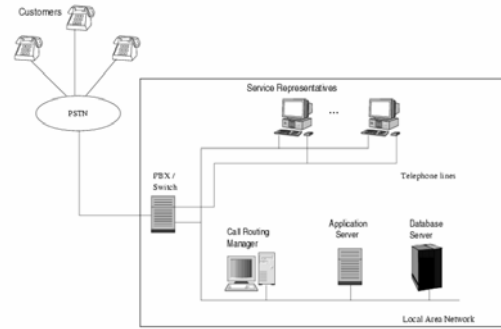 Customers
PSTN
Service Representatives
...
PBX /
Switch
Telephone lines
Call Routing
Manager
Application
Server
Database
Server
Local Area Network